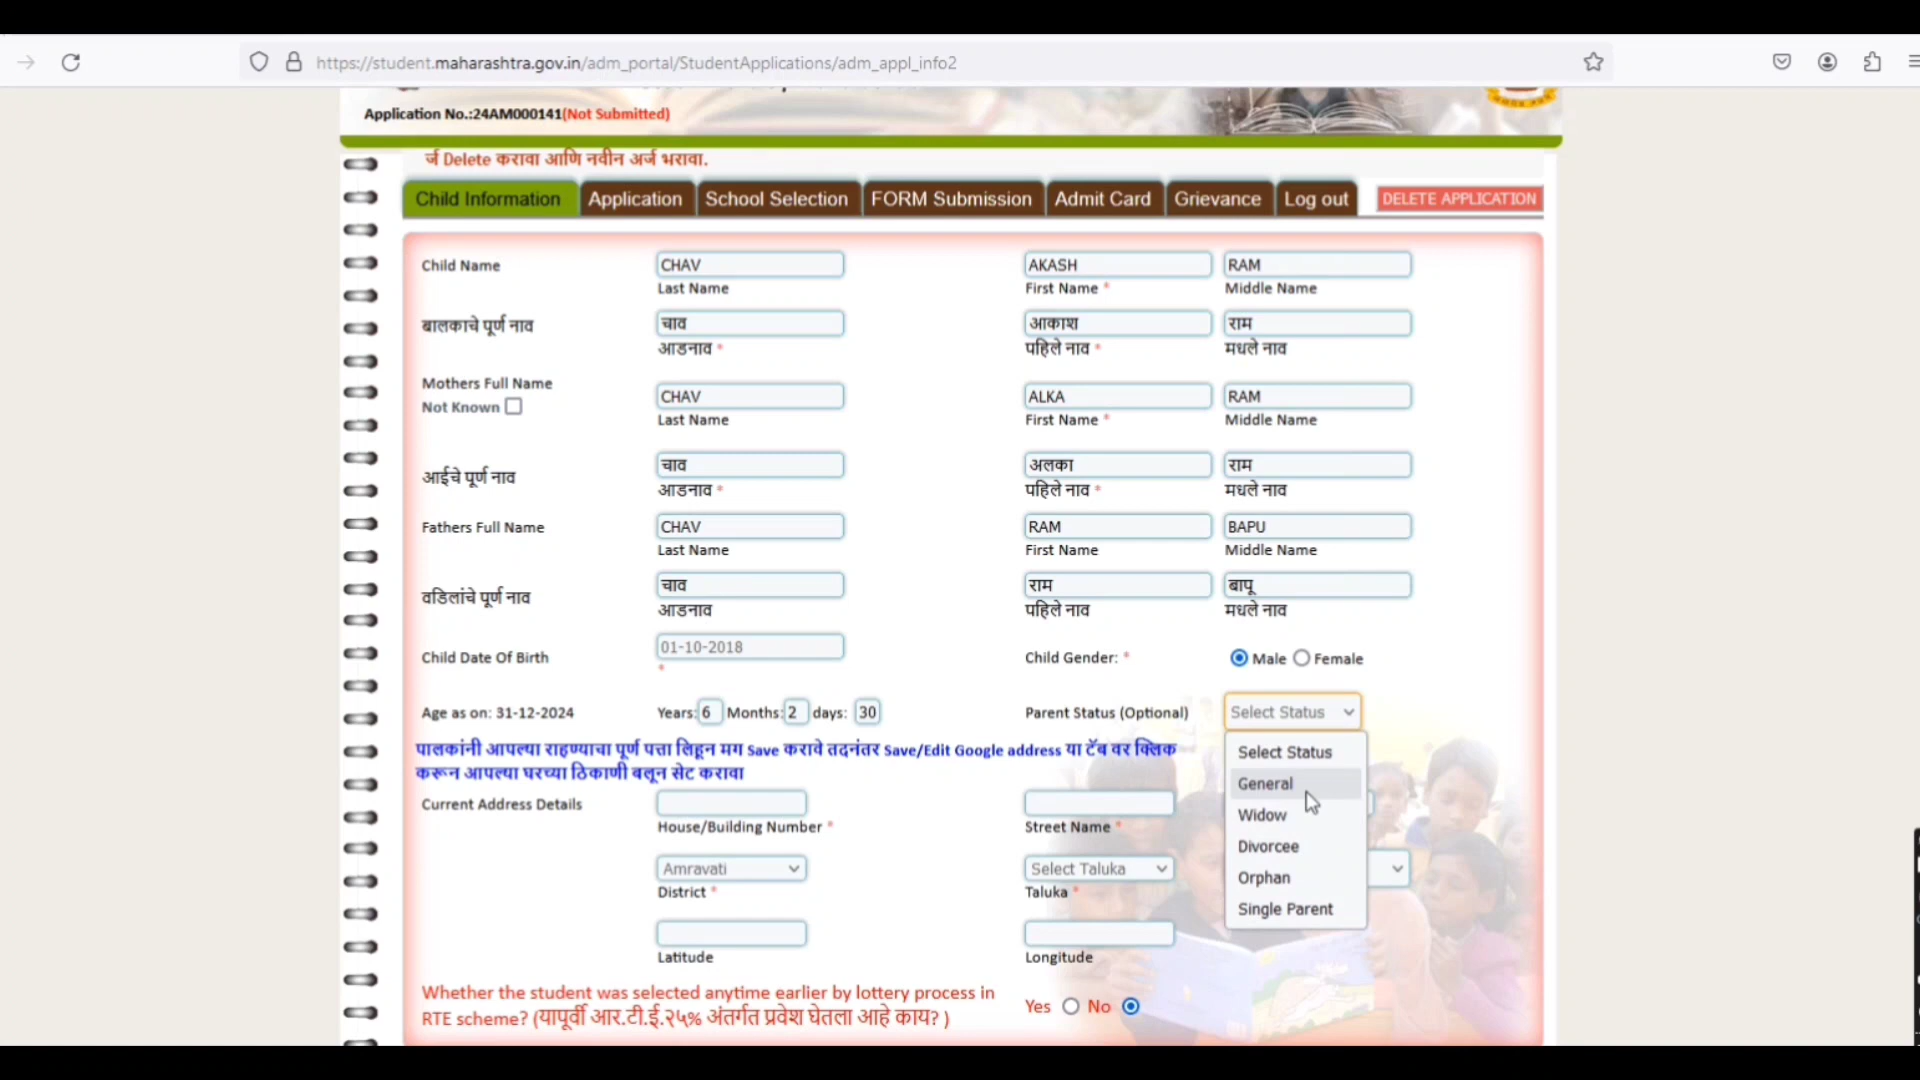 https://student.maharashtra.gov.in/adm_portal/StudentApplications/adm_appl_info2
Application No.:24AM000141(Not Submitted)
र्ज Delete करावा आणि नवीन अर्ज भरावा.
Child Information Application School Selection FORM Submission Admit Card Grievance Log out DELETE APPLICATION
Child Name CHAV AKASH RAM
Last Name First Name * Middle Name
बालकाचे पूर्ण नाव चाव आकाश राम
आडनाव * पहिले नाव * मधले नाव
Mothers Full Name
Not Known CHAV ALKA RAM
Last Name First Name * Middle Name
आईचे पूर्ण नाव चाव अलका राम
आडनाव * पहिले नाव * मधले नाव
Fathers Full Name CHAV RAM BAPU
Last Name First Name Middle Name
वडिलांचे पूर्ण नाव चाव राम बापू
आडनाव पहिले नाव मधले नाव
Child Date Of Birth 01-10-2018 Child Gender: * Male Female
*
Age as on: 31-12-2024 Years: 6 Months: 2 days: 30 Parent Status (Optional) Select Status
पालकांनी आपल्या राहण्याचा पूर्ण पत्ता लिहून मग Save करावे तदनंतर Save/Edit Google address या टॅब वर क्लिक
करून आपल्या घरच्या ठिकाणी बलून सेट करावा
Select Status
General
Widow
Divorcee
Orphan
Single Parent
Current Address Details
House/Building Number * Street Name *
Amravati Select Taluka
District * Taluka *
Latitude Longitude
Whether the student was selected anytime earlier by lottery process in Yes No
RTE scheme? (यापूर्वी आर.टी.ई.२५% अंतर्गत प्रवेश घेतला आहे काय? )